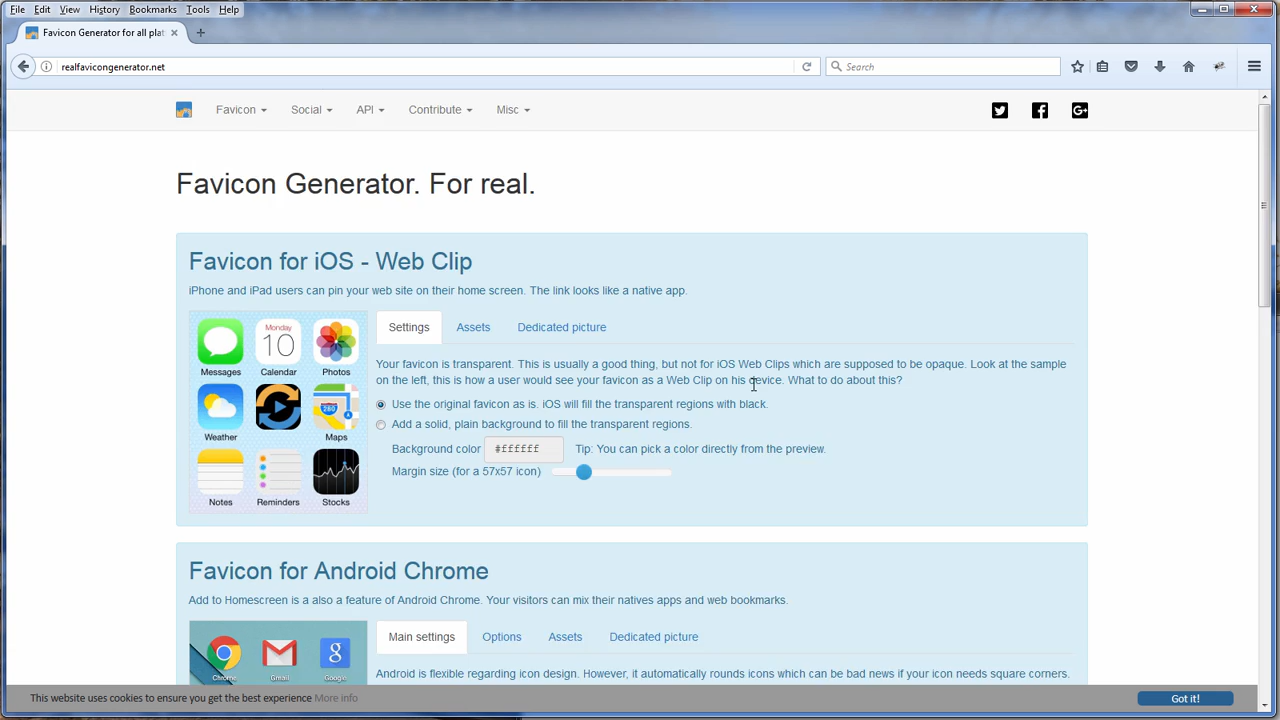 File Edit View History Bookmarks Tools Help
Favicon Generator for all plat
realfavicongenerator.net
Search
Favicon Social API Contribute Misc
Favicon Generator. For real.
Favicon for iOS - Web Clip
iPhone and iPad users can pin your web site on their home screen. The link looks like a native app.
Settings Assets Dedicated picture
Monday
10
Messages Calendar Photos
280
Weather Maps
Notes Reminders Stocks
Your favicon is transparent. This is usually a good thing, but not for iOS Web Clips which are supposed to be opaque. Look at the sample
on the left, this is how a user would see your favicon as a Web Clip on his device. What to do about this?
Use the original favicon as is. iOS will fill the transparent regions with black.
Add a solid, plain background to fill the transparent regions.
Background color #ffffff Tip: You can pick a color directly from the preview.
Margin size (for a 57x57 icon)
Favicon for Android Chrome
Add to Homescreen is a also a feature of Android Chrome. Your visitors can mix their natives apps and web bookmarks.
Main settings Options Assets Dedicated picture
Chrome Gmail Google
Android is flexible regarding icon design. However, it automatically rounds icons which can be bad news if your icon needs square corners.
This website uses cookies to ensure you get the best experience More info
Got it!